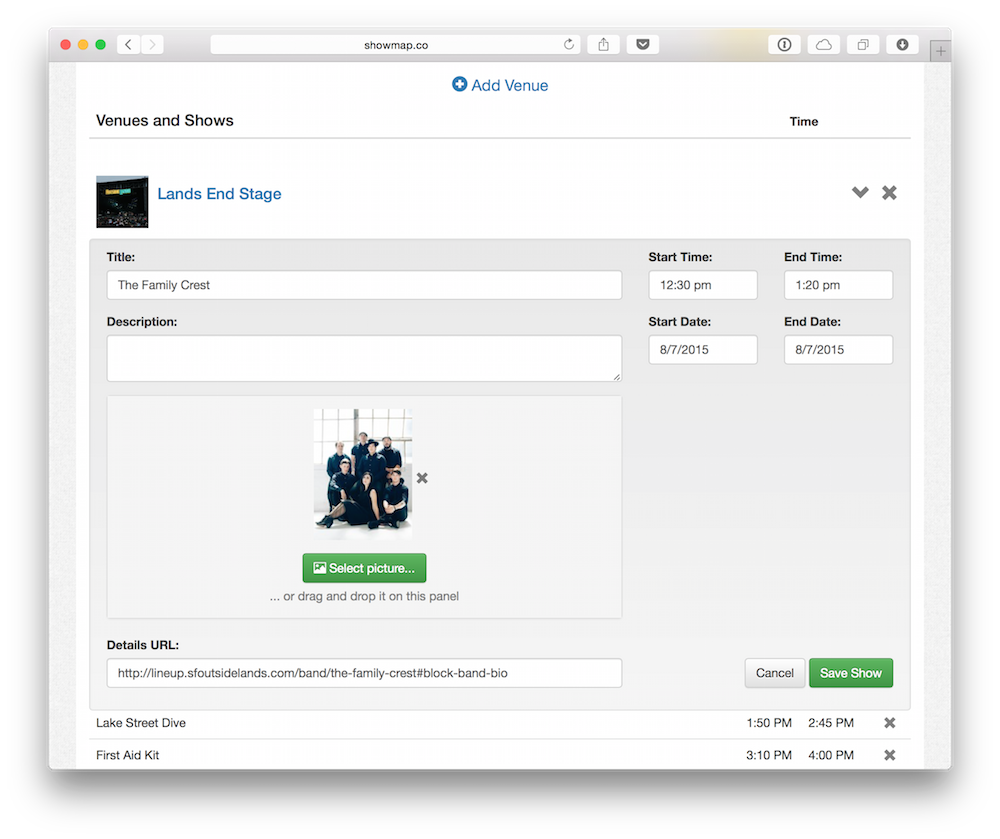 showmap.co
Add Venue
Venues and Shows Time
Lands End Stage
Title: Start Time: End Time:
The Family Crest 12:30 pm 1:20 pm
Description: Start Date: End Date:
8/7/2015 8/7/2015
Select picture...
... or drag and drop it on this panel
Details URL:
http://lineup.sfoutsidelands.com/band/the-family-crest#block-band-bio Cancel Save Show
Lake Street Dive 1:50 PM 2:45 PM
First Aid Kit 3:10 PM 4:00 PM